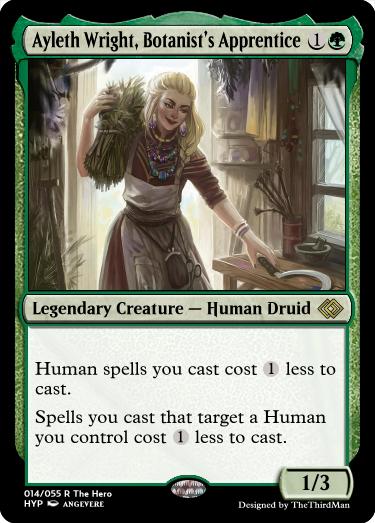 Ayleth Wright, Botanist's Apprentice 1
Legendary Creature — Human Druid
Human spells you cast cost 1 less to
cast.
Spells you cast that target a Human
you control cost 1 less to cast.
1/3
014/055 R The Hero
HYP ANGEVERE
Designed by TheThirdMan